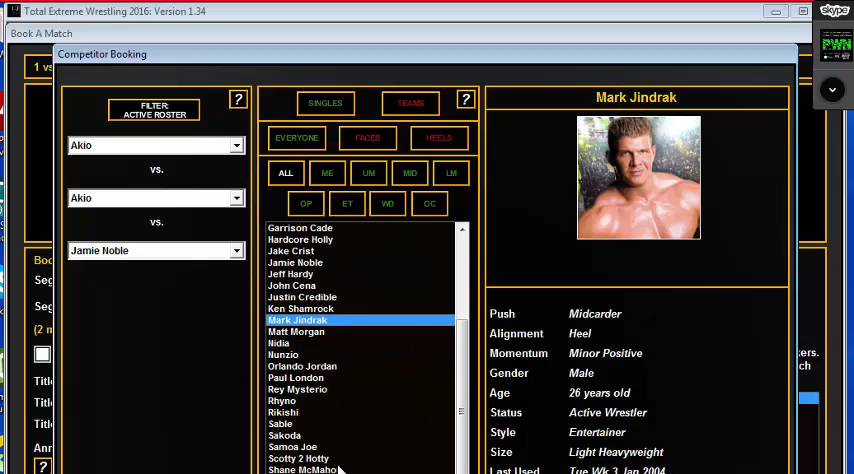 Total Extreme Wrestling 2016: Version 1.34
skype
Book A Match
Competitor Booking
1 vs
FILTER:
ACTIVE ROSTER
?
Akio
vs.
Akio
vs.
Jamie Noble
SINGLES
TEAMS
?
EVERYONE
FACES
HEELS
ALL
ME
UM
MID
LM
OP
ET
WD
OC
Garrison Cade
Hardcore Holly
Jake Crist
Jamie Noble
Jeff Hardy
John Cena
Justin Credible
Ken Shamrock
Mark Jindrak
Matt Morgan
Nidia
Nunzio
Orlando Jordan
Paul London
Rey Mysterio
Rhyno
Rikishi
Sable
Sakoda
Samoa Joe
Scotty 2 Hotty
Shane McMaho
Mark Jindrak
Push Midcarder
Alignment Heel
Momentum Minor Positive
Gender Male
Age 26 years old
Status Active Wrestler
Style Entertainer
Size Light Heavyweight
Last Used Tue Wk 3 Jan 2004
Boo
Seg
Seg
(2 m
Titl
Titl
Titl
Ann
?
kers.
ch